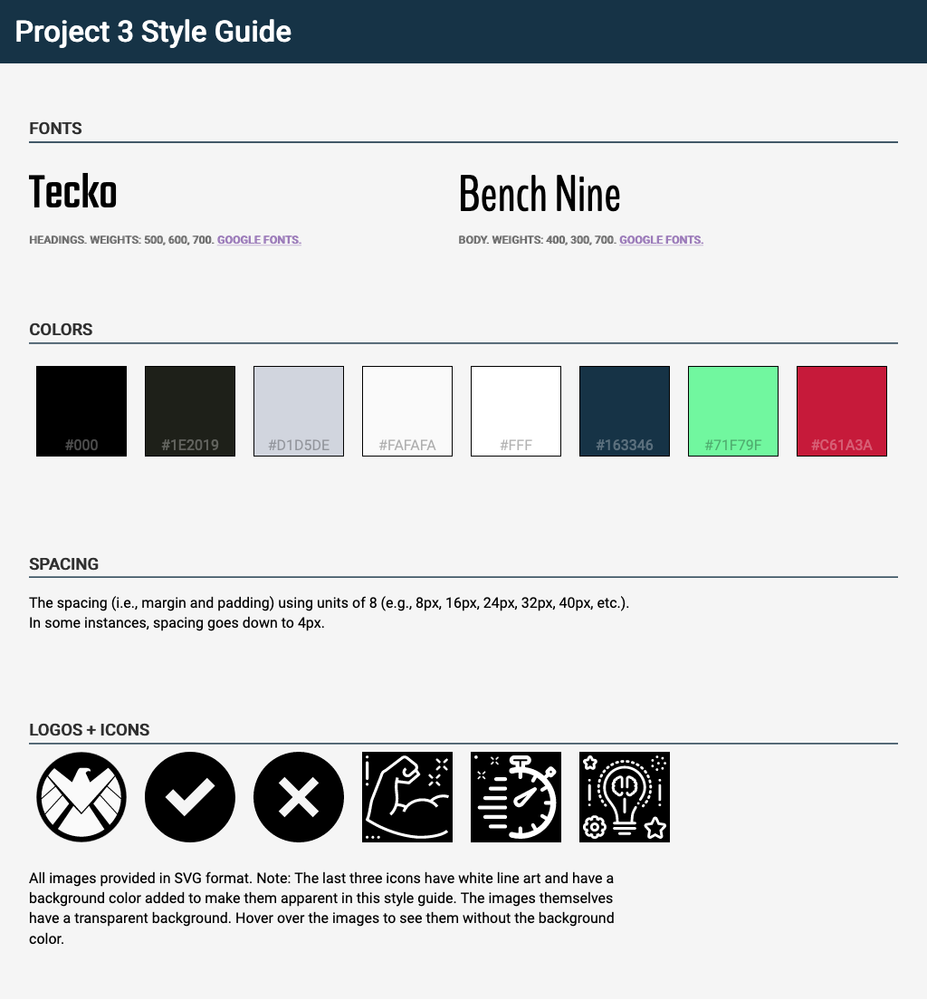 Project 3 Style Guide
FONTS
Tecko
HEADINGS. WEIGHTS: 500, 600, 700. GOOGLE FONTS.
Bench Nine
BODY. WEIGHTS: 400, 300, 700. GOOGLE FONTS.
COLORS
#000
#1E2019
#D1D5DE
#FAFAFA
#FFF
#163346
#71F79F
#C61A3A
SPACING
The spacing (i.e., margin and padding) using units of 8 (e.g., 8px, 16px, 24px, 32px, 40px, etc.).
In some instances, spacing goes down to 4px.
LOGOS + ICONS
All images provided in SVG format. Note: The last three icons have white line art and have a
background color added to make them apparent in this style guide. The images themselves
have a transparent background. Hover over the images to see them without the background
color.